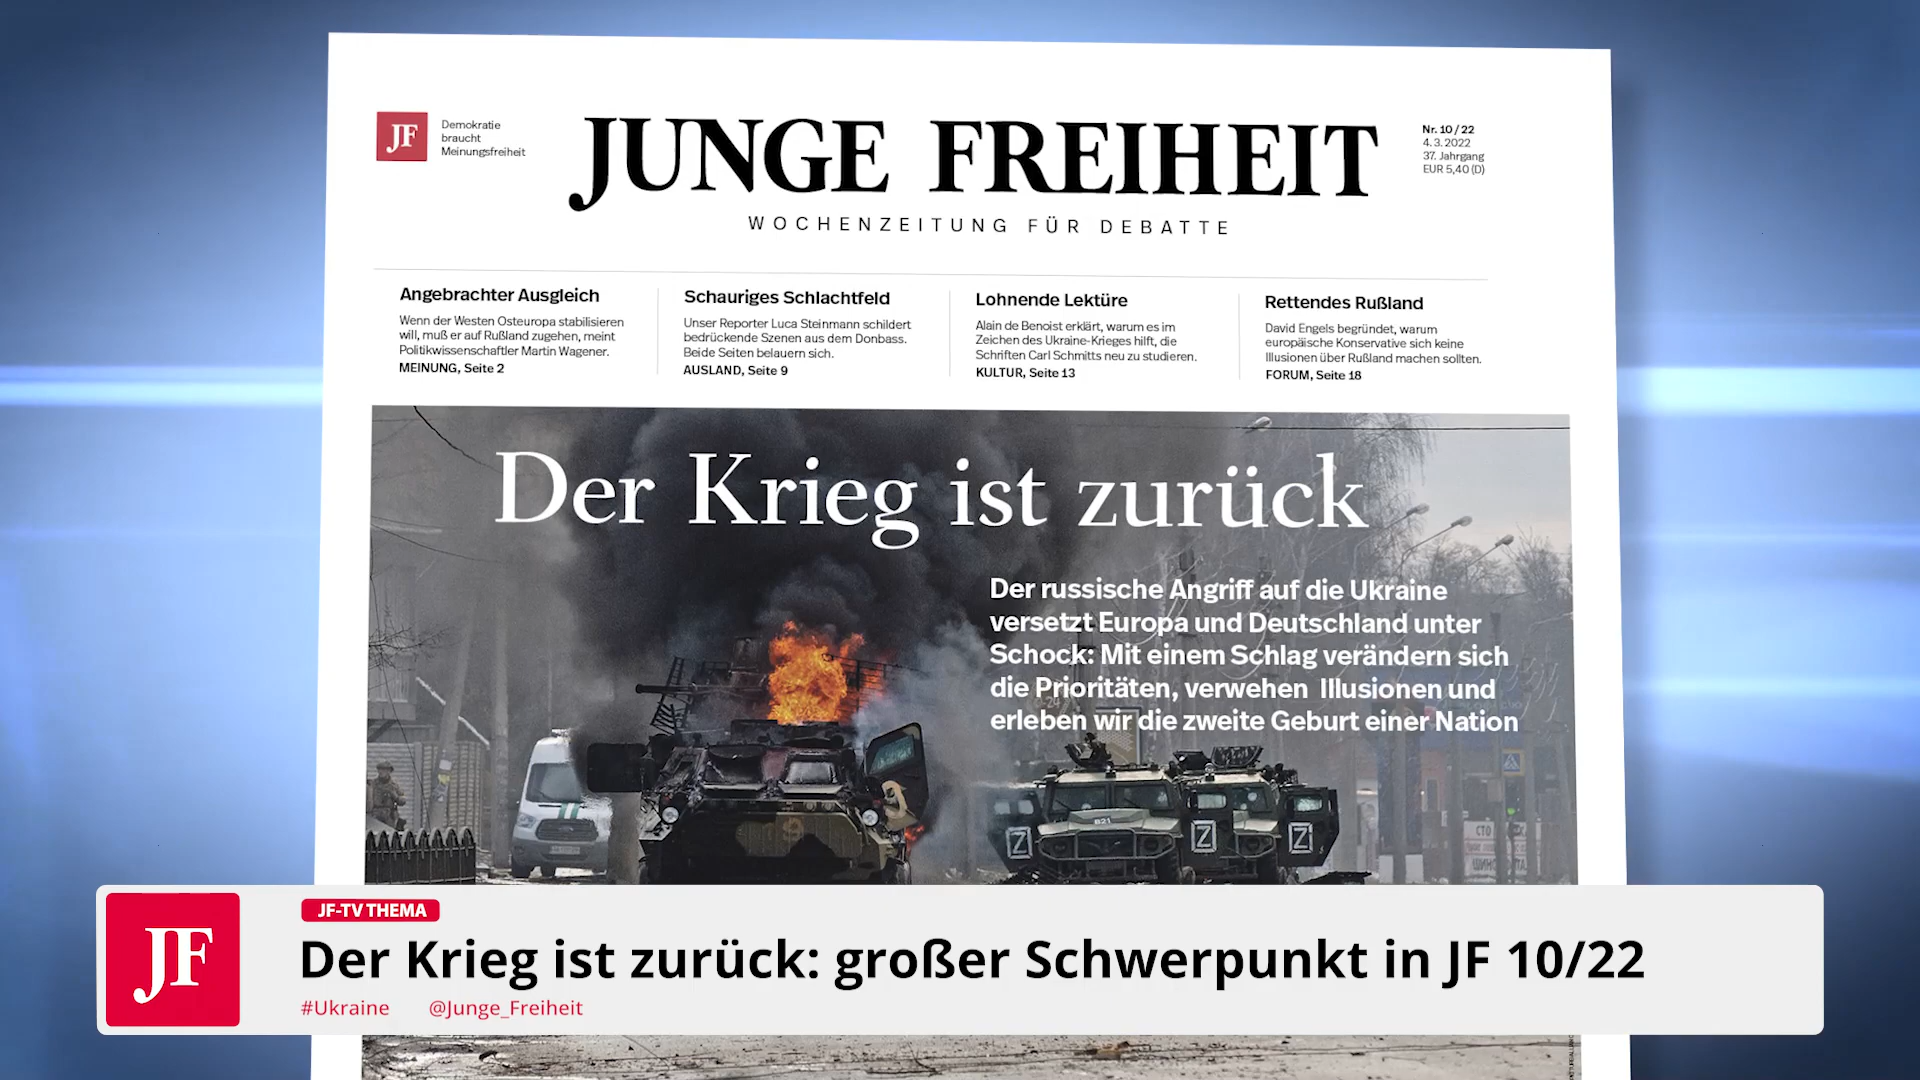 JF
Demokratie
braucht
Meinungsfreiheit
JUNGE FREIHEIT
WOCHENZEITUNG FÜR DEBATTE
Nr. 10/22
4. 3. 2022
37. Jahrgang
EUR 5,40 (D)
Angebrachter Ausgleich
Wenn der Westen Osteuropa stabilisieren
will, muß er auf Rußland zugehen, meint
Politikwissenschaftler Martin Wagener.
MEINUNG, Seite 2
Schauriges Schlachtfeld
Unser Reporter Luca Steinmann schildert
bedrückende Szenen aus dem Donbass.
Beide Seiten belauern sich.
AUSLAND, Seite 9
Lohnende Lektüre
Alain de Benoist erklärt, warum es im
Zeichen des Ukraine-Krieges hilft, die
Schriften Carl Schmitts neu zu studieren.
KULTUR, Seite 13
Rettendes Rußland
David Engels begründet, warum
europäische Konservative sich keine
Illusionen über Rußland machen sollten.
FORUM, Seite 18
Der Krieg ist zurück
Der russische Angriff auf die Ukraine
versetzt Europa und Deutschland unter
Schock: Mit einem Schlag verändern sich
die Prioritäten, verwehen Illusionen und
erleben wir die zweite Geburt einer Nation
B21
Z
Z
Z
СТО
JF
JF-TV THEMA
Der Krieg ist zurück: großer Schwerpunkt in JF 10/22
#Ukraine @Junge_Freiheit